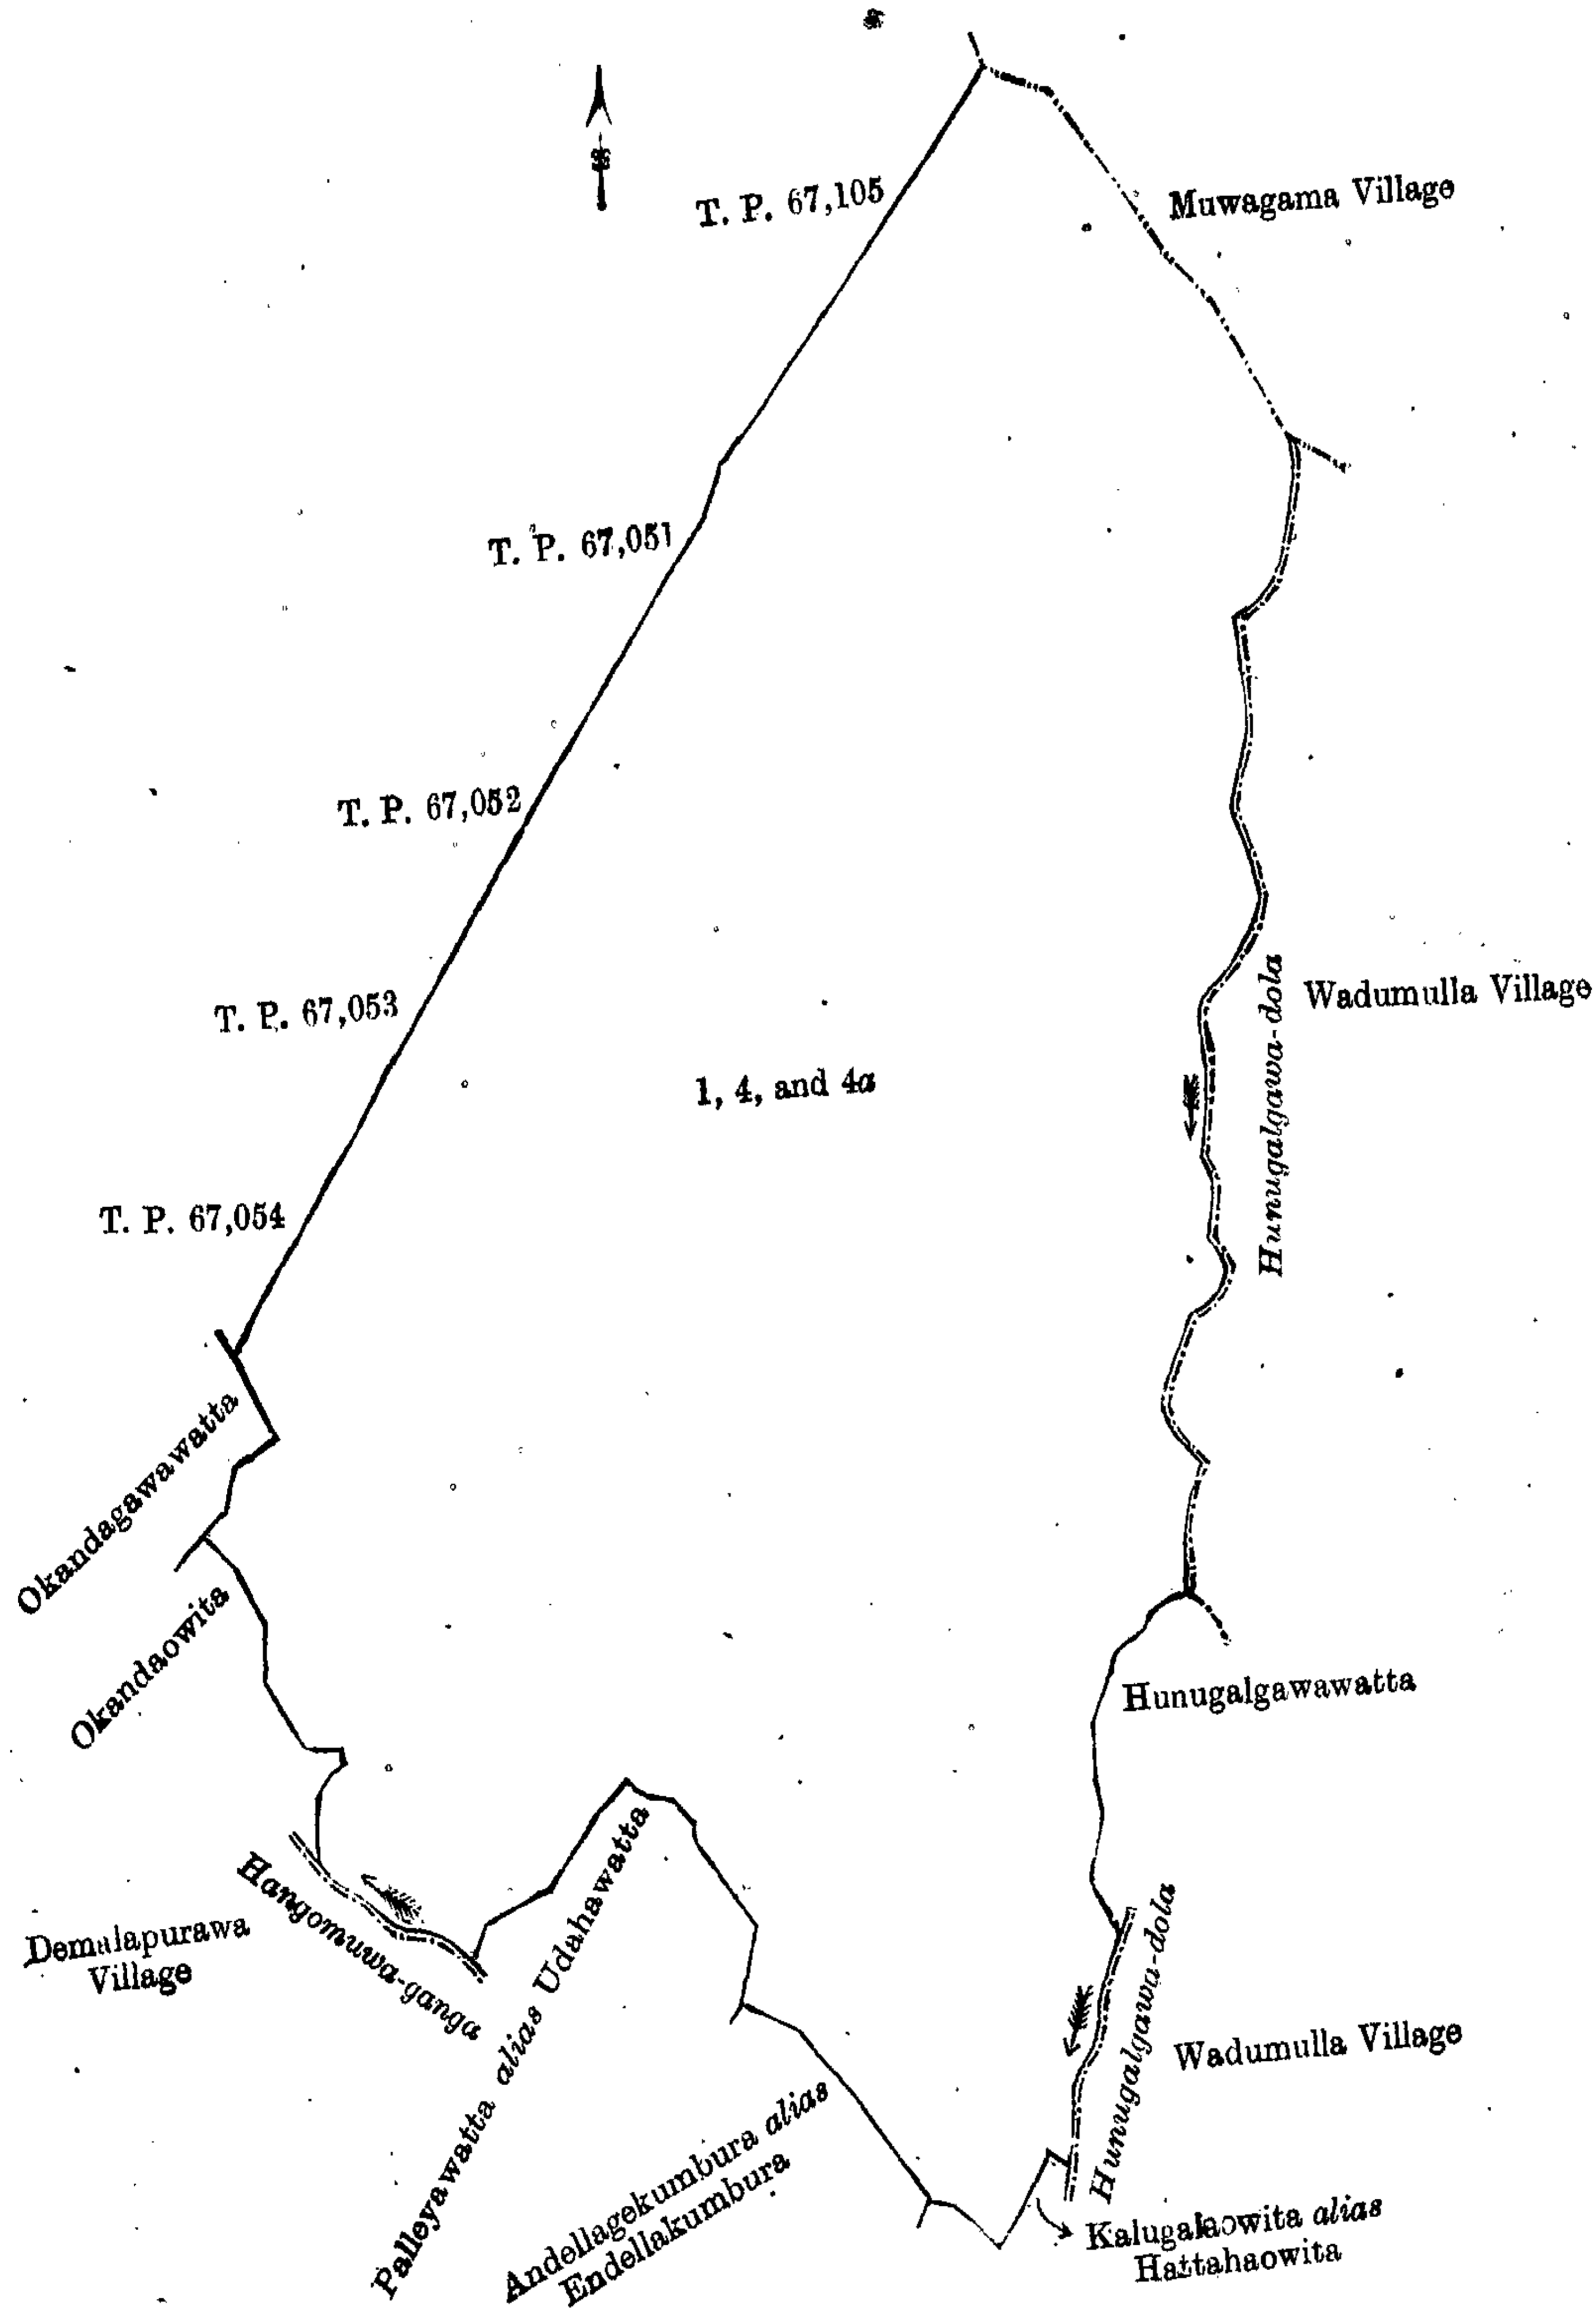 T. P. 67,105
Muwagama Village
T. P. 67,051
T. P. 67,052
Hunugalgawa-dola
Wadumulla Village
T. P. 67,053
1, 4, and 4a
T. P. 67,054
Okandagawawatta
Okandaowita
Hunugalgawawatta
Hangomuwa-ganga
Demalapurawa
Village
Palleyawatta alias Udahawatta
Hunugalgawa-dola
Wadumulla Village
Andellagekumbura alias
Endellakumbura
Kalugalaowita alias
Hattahaowita